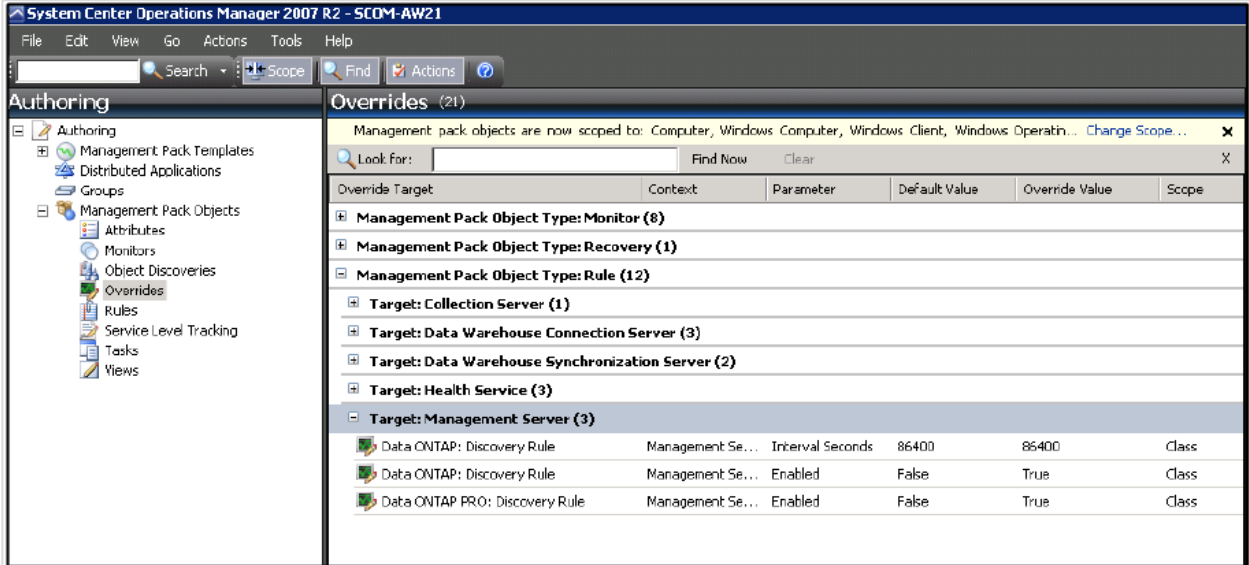 System Center Operations Manager 2007 R2 - SCOM-AW21
File Edit View Go Actions Tools Help
Search Scope Find Actions
Authoring
Authoring
Management Pack Templates
Distributed Applications
Groups
Management Pack Objects
Attributes
Monitors
Object Discoveries
Overrides
Rules
Service Level Tracking
Tasks
Views
Overrides (21)
Management pack objects are now scoped to: Computer, Windows Computer, Windows Client, Windows Operatin... Change Scope... x
Look for: Find Now Clear X
Override Target Context Parameter Default Value Override Value Scope
Management Pack Object Type: Monitor (8)
Management Pack Object Type: Recovery (1)
Management Pack Object Type: Rule (12)
Target: Collection Server (1)
Target: Data Warehouse Connection Server (3)
Target: Data Warehouse Synchronization Server (2)
Target: Health Service (3)
Target: Management Server (3)
Data ONTAP: Discovery Rule Management Se... Interval Seconds 86400 86400 Class
Data ONTAP: Discovery Rule Management Se... Enabled False True Class
Data ONTAP PRO: Discovery Rule Management Se... Enabled False True Class